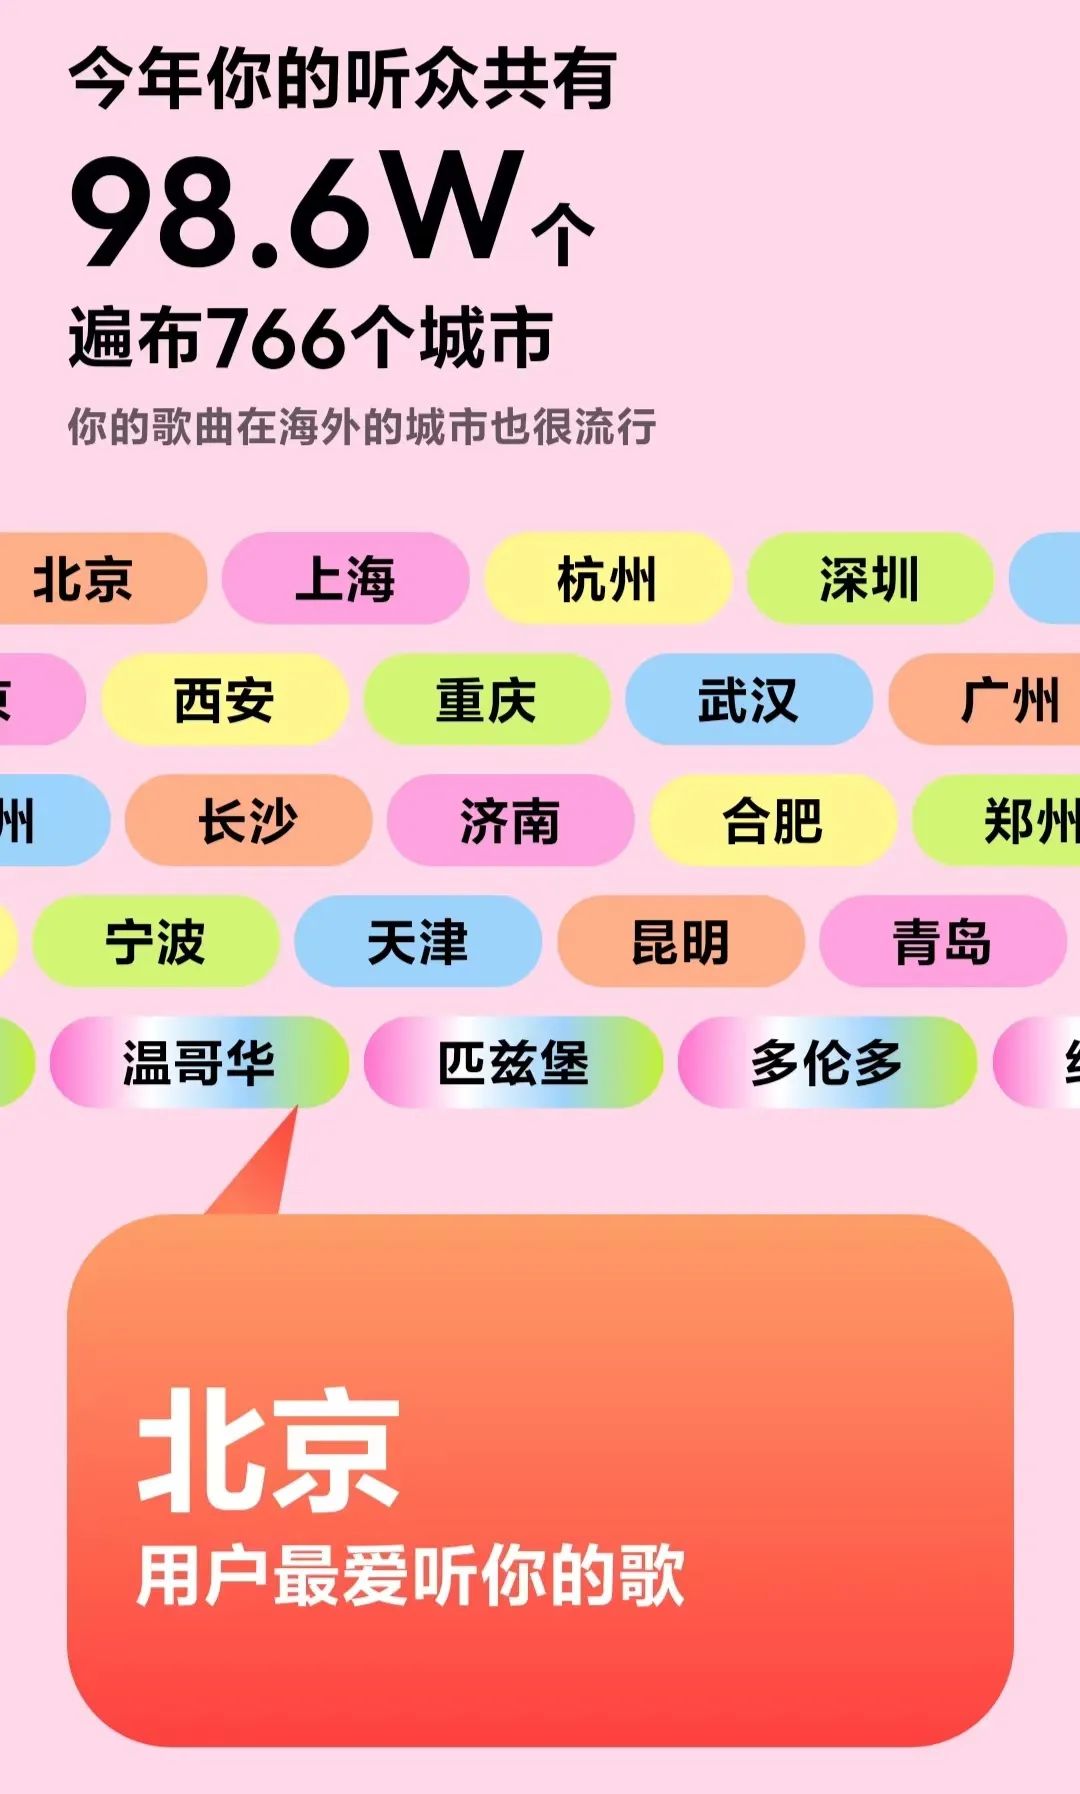 今年你的听众共有
98.6W个
遍布766个城市
你的歌曲在海外的城市也很流行
北京 上海 杭州 深圳
西安 重庆 武汉 广州
州 长沙 济南 合肥 郑州
宁波 天津 昆明 青岛
温哥华 匹兹堡 多伦多
北京
用户最爱听你的歌